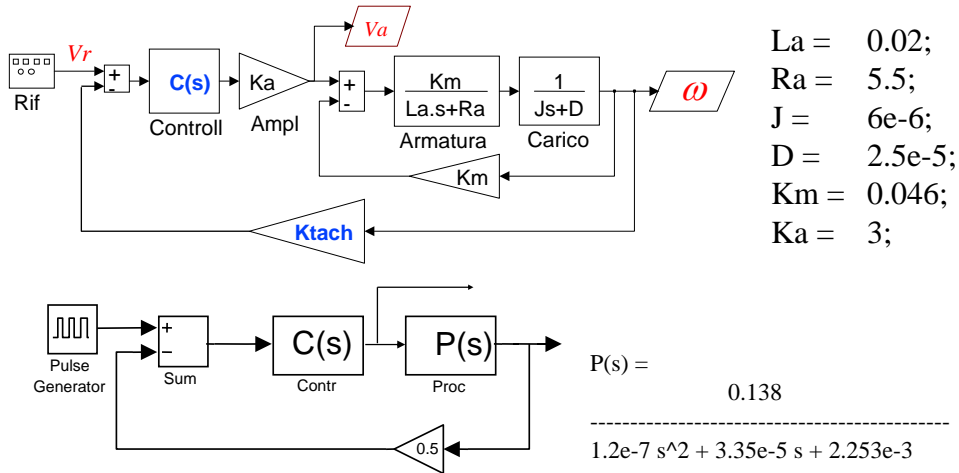 Va
Vr
Rif
+
-
C(s)
Controll
Ka
Ampl
+
-
Km
La.s+Ra
Armatura
1
Js+D
Carico
ω
Km
Ktach
La = 0.02;
Ra = 5.5;
J = 6e-6;
D = 2.5e-5;
Km = 0.046;
Ka = 3;
Pulse
Generator
+
−
Sum
C(s)
Contr
P(s)
Proc
0.5
P(s) =
0.138
---------------------------------------------
1.2e-7 s^2 + 3.35e-5 s + 2.253e-3